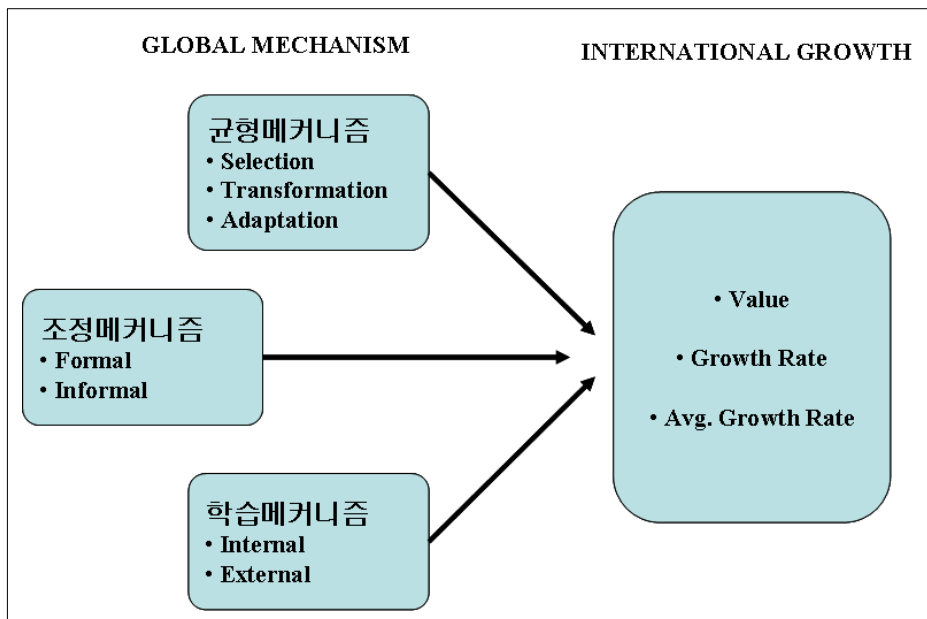 GLOBAL MECHANISM
INTERNATIONAL GROWTH
균형메커니즘
• Selection
• Transformation
• Adaptation
조정메커니즘
• Formal
• Informal
학습메커니즘
• Internal
• External
• Value
• Growth Rate
• Avg. Growth Rate